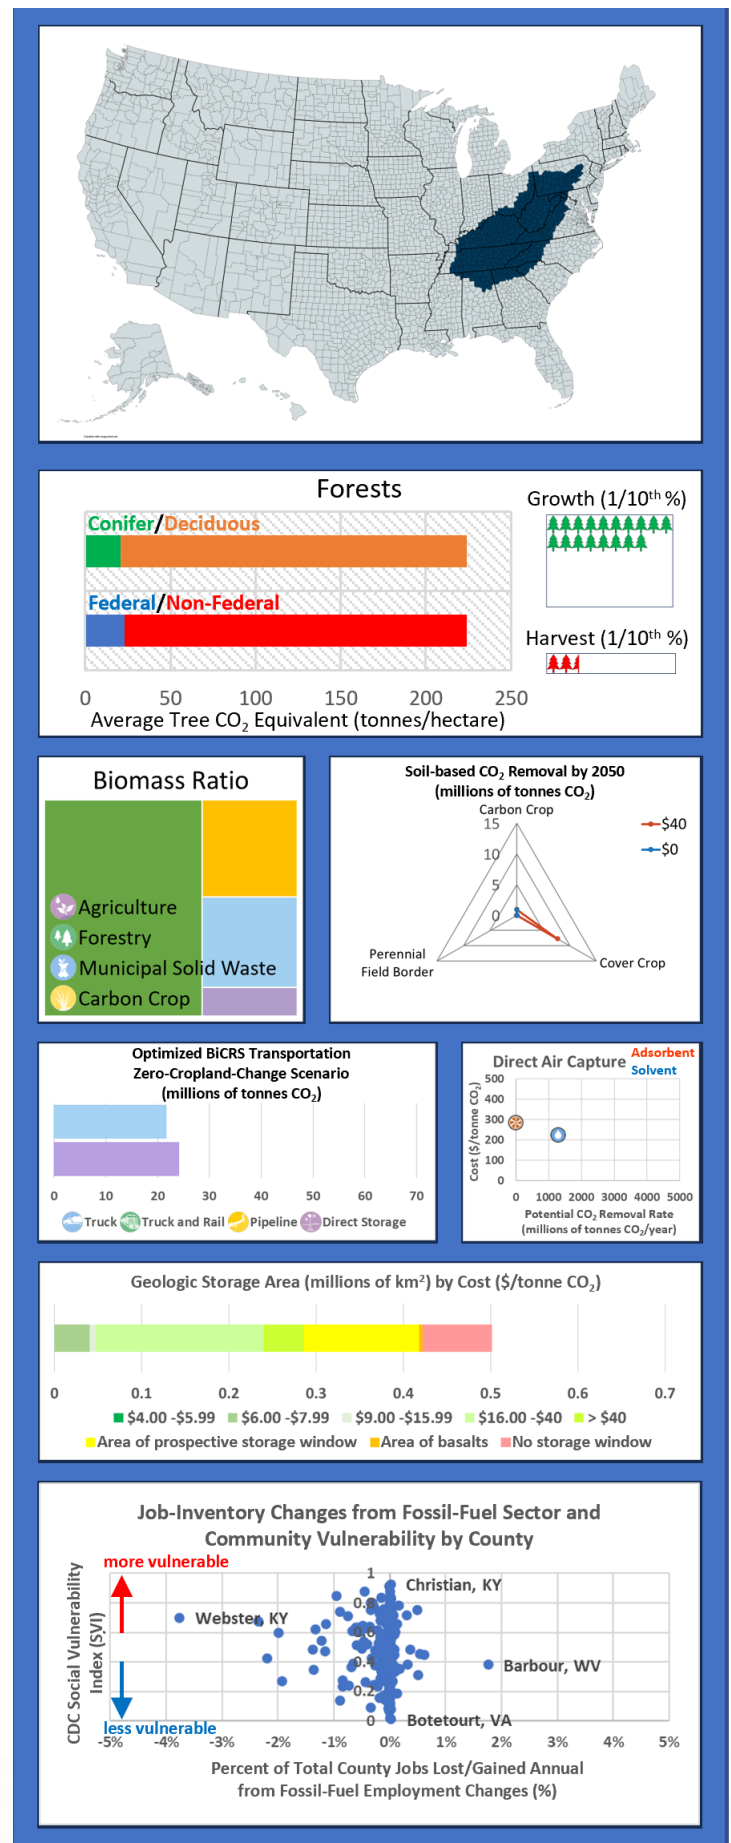 Forests
Conifer/Deciduous
Federal/Non-Federal
0 50 100 150 200 250
Average Tree CO₂ Equivalent (tonnes/hectare)
Growth (1/10ᵗʰ %)
Harvest (1/10ᵗʰ %)
Biomass Ratio
Agriculture
Forestry
Municipal Solid Waste
Carbon Crop
Soil-based CO₂ Removal by 2050
(millions of tonnes CO₂)
Carbon Crop
15
10
5
0
$40
$0
Perennial
Field Border
Cover Crop
Optimized BiCRS Transportation
Zero-Cropland-Change Scenario
(millions of tonnes CO₂)
0 10 20 30 40 50 60 70
Truck Truck and Rail Pipeline Direct Storage
Direct Air Capture
Adsorbent
Solvent
Cost ($/tonne CO₂)
500
400
300
200
100
0
0 1000 2000 3000 4000 5000
Potential CO₂ Removal Rate
(millions of tonnes CO₂/year)
Geologic Storage Area (millions of km²) by Cost ($/tonne CO₂)
0 0.1 0.2 0.3 0.4 0.5 0.6 0.7
$4.00 -$5.99 $6.00 -$7.99 $9.00 -$15.99 $16.00 -$40 > $40
Area of prospective storage window Area of basalts No storage window
Job-Inventory Changes from Fossil-Fuel Sector and
Community Vulnerability by County
more vulnerable
less vulnerable
CDC Social Vulnerability
Index (SVI)
1
0.8
0.6
0.4
0.2
0
Christian, KY
Webster, KY
Barbour, WV
Botetourt, VA
-5% -4% -3% -2% -1% 0% 1% 2% 3% 4% 5%
Percent of Total County Jobs Lost/Gained Annual
from Fossil-Fuel Employment Changes (%)